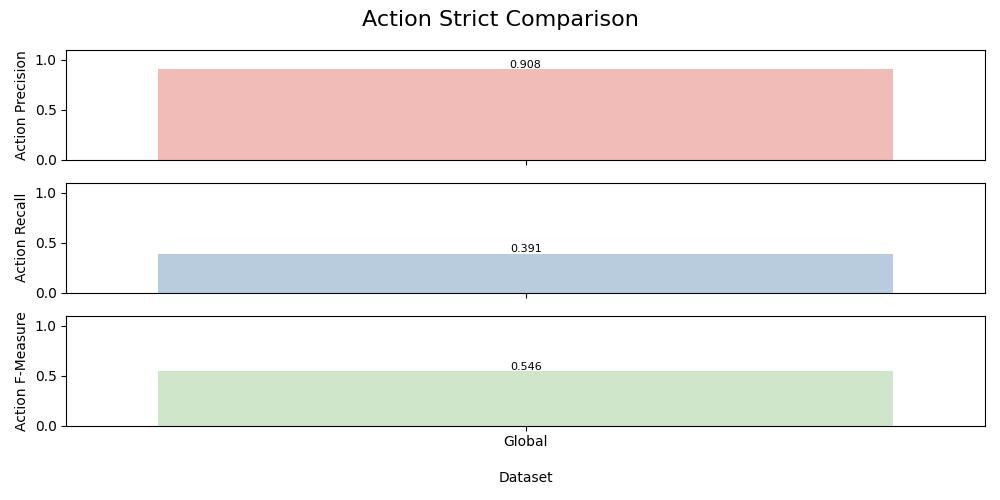 Action Strict Comparison
Action Precision
1.0
0.5
0.0
0.908
Action Recall
1.0
0.5
0.0
0.391
Action F-Measure
1.0
0.5
0.0
0.546
Global
Dataset